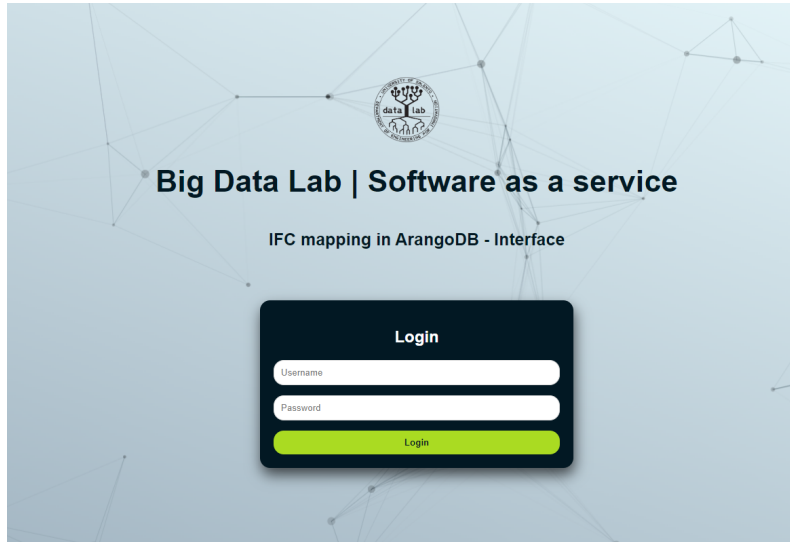 data lab
Big Data Lab | Software as a service
IFC mapping in ArangoDB - Interface
Login
Username
Password
Login